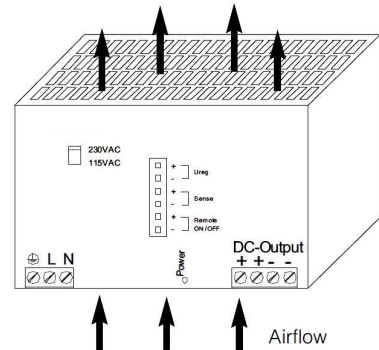 230VAC
115VAC
+
-
Ureg
+
-
Sense
+
-
Remote
ON/OFF
L N
Power
DC-Output
+ + - -
Airflow